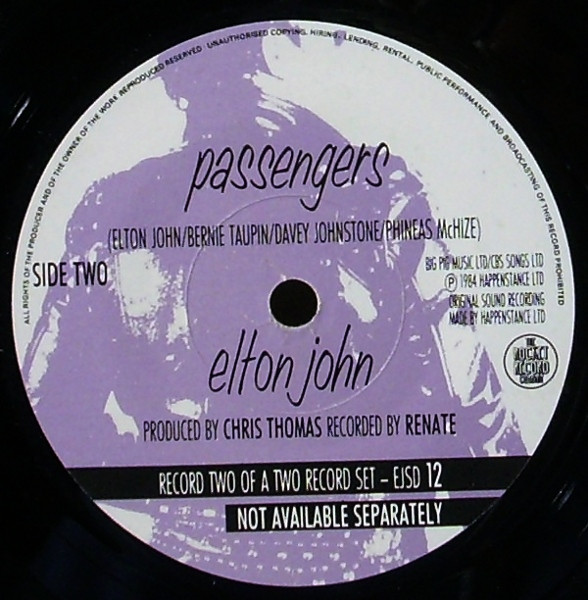 ALL RIGHTS OF THE PRODUCER AND OF THE OWNER OF THE WORK REPRODUCED RESERVED · UNAUTHORISED COPYING, HIRING, LENDING, RENTAL, PUBLIC PERFORMANCE AND BROADCASTING OF THIS RECORD PROHIBITED
passengers
(ELTON JOHN/BERNIE TAUPIN/DAVEY JOHNSTONE/PHINEAS McHIZE)
SIDE TWO
BIG PIG MUSIC LTD/CBS SONGS LTD
Ⓟ 1984 HAPPENSTANCE LTD
ORIGINAL SOUND RECORDING
MADE BY HAPPENSTANCE LTD
THE
ROCKET
RECORD
COMPANY
elton john
PRODUCED BY CHRIS THOMAS RECORDED BY RENATE
RECORD TWO OF A TWO RECORD SET – EJSD 12
NOT AVAILABLE SEPARATELY